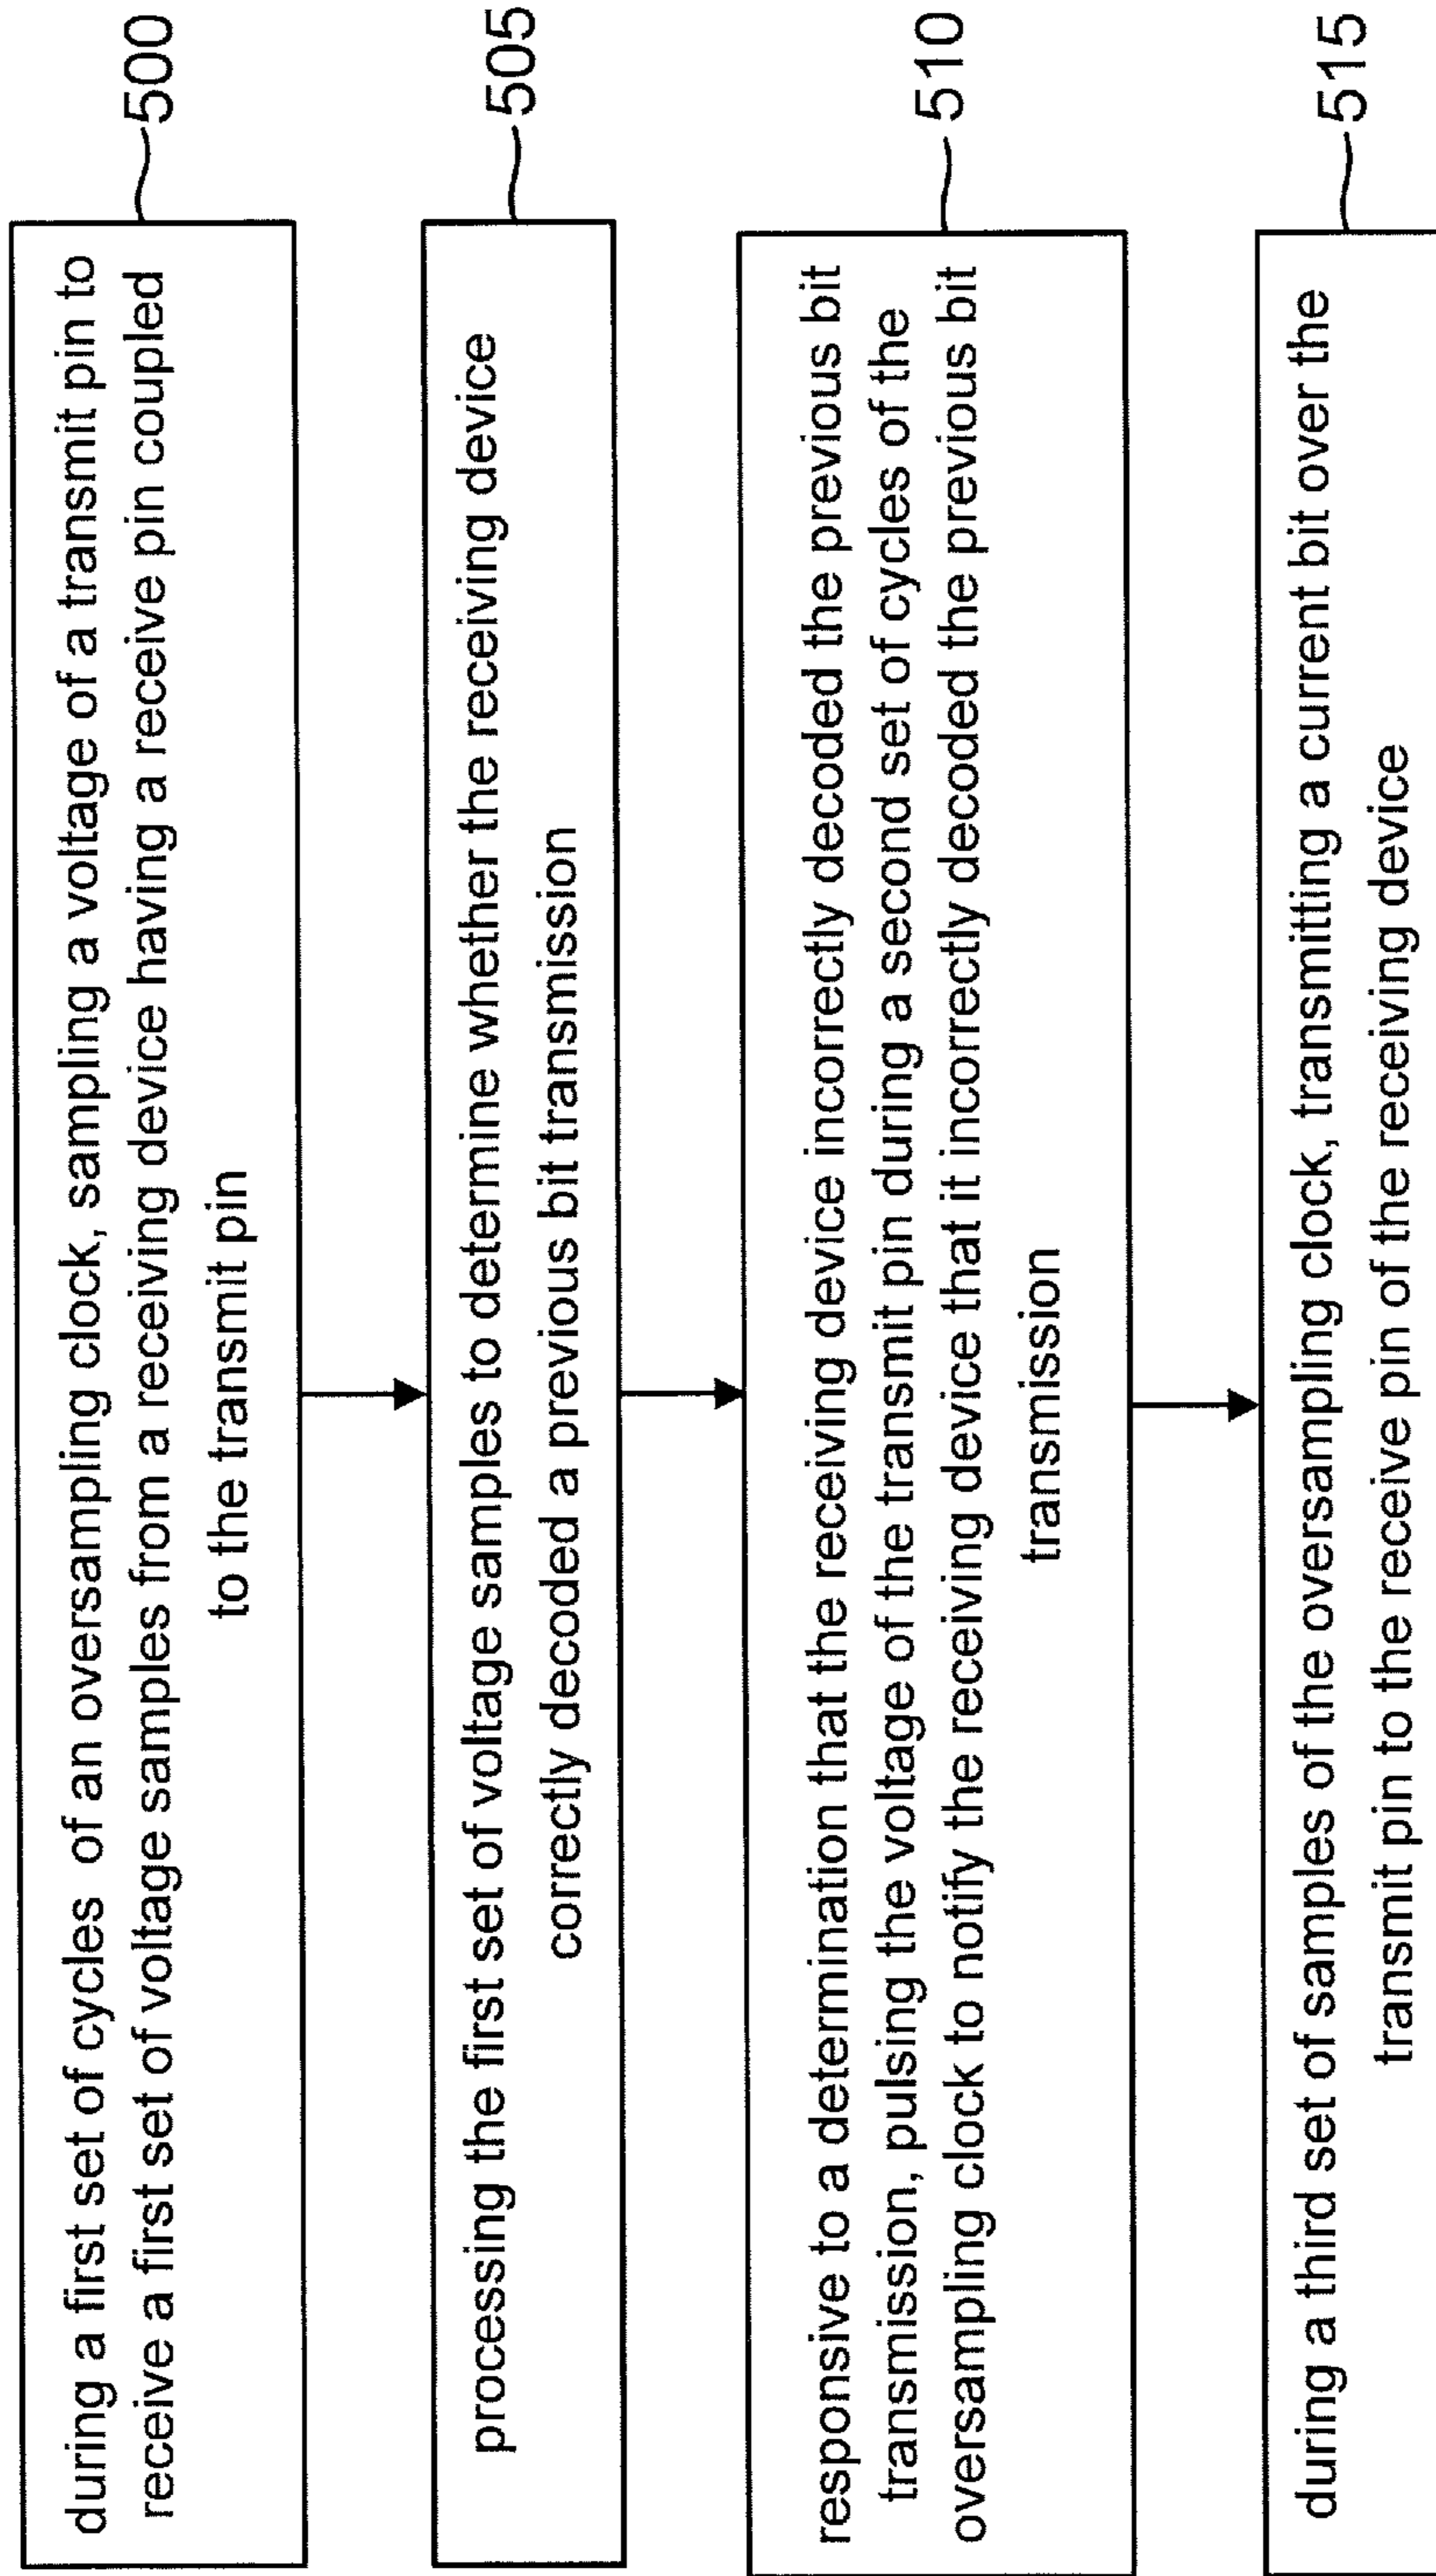 during a first set of cycles of an oversampling clock, sampling a voltage of a transmit pin to
receive a first set of voltage samples from a receiving device having a receive pin coupled
to the transmit pin
500
processing the first set of voltage samples to determine whether the receiving device
correctly decoded a previous bit transmission
505
responsive to a determination that the receiving device incorrectly decoded the previous bit
transmission, pulsing the voltage of the transmit pin during a second set of cycles of the
oversampling clock to notify the receiving device that it incorrectly decoded the previous bit
transmission
510
during a third set of samples of the oversampling clock, transmitting a current bit over the
transmit pin to the receive pin of the receiving device
515